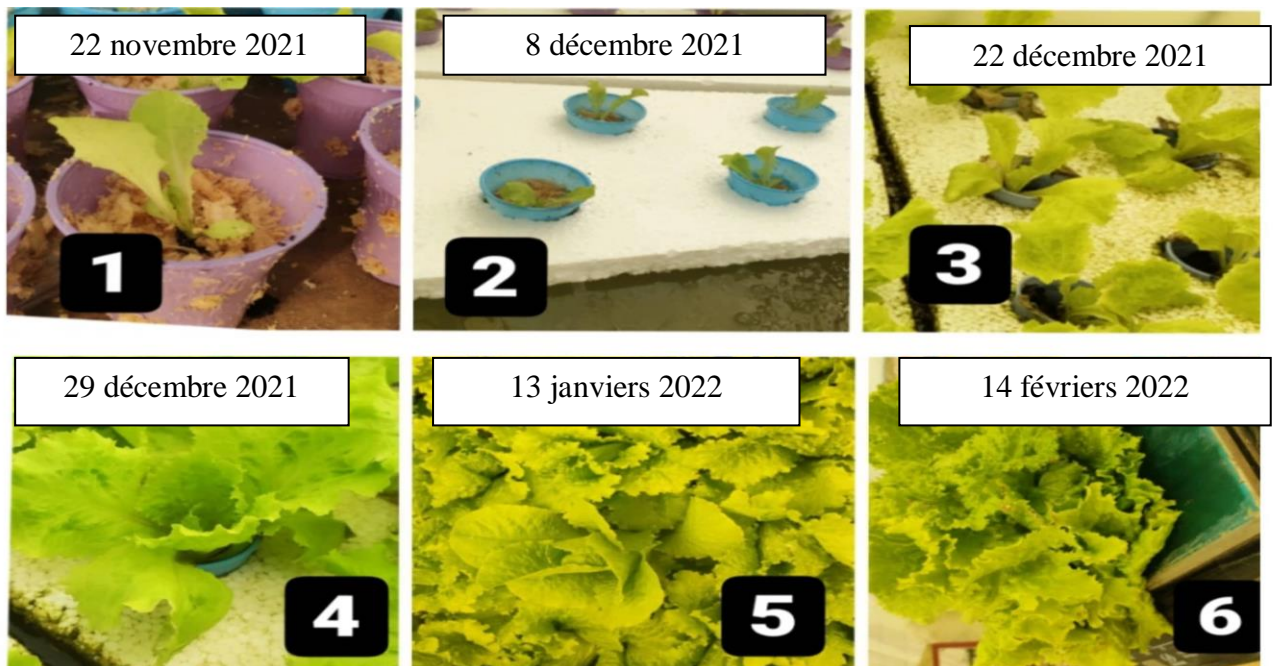 22 novembre 2021
8 décembre 2021
22 décembre 2021
1
2
3
29 décembre 2021
13 janviers 2022
14 févriers 2022
4
5
6